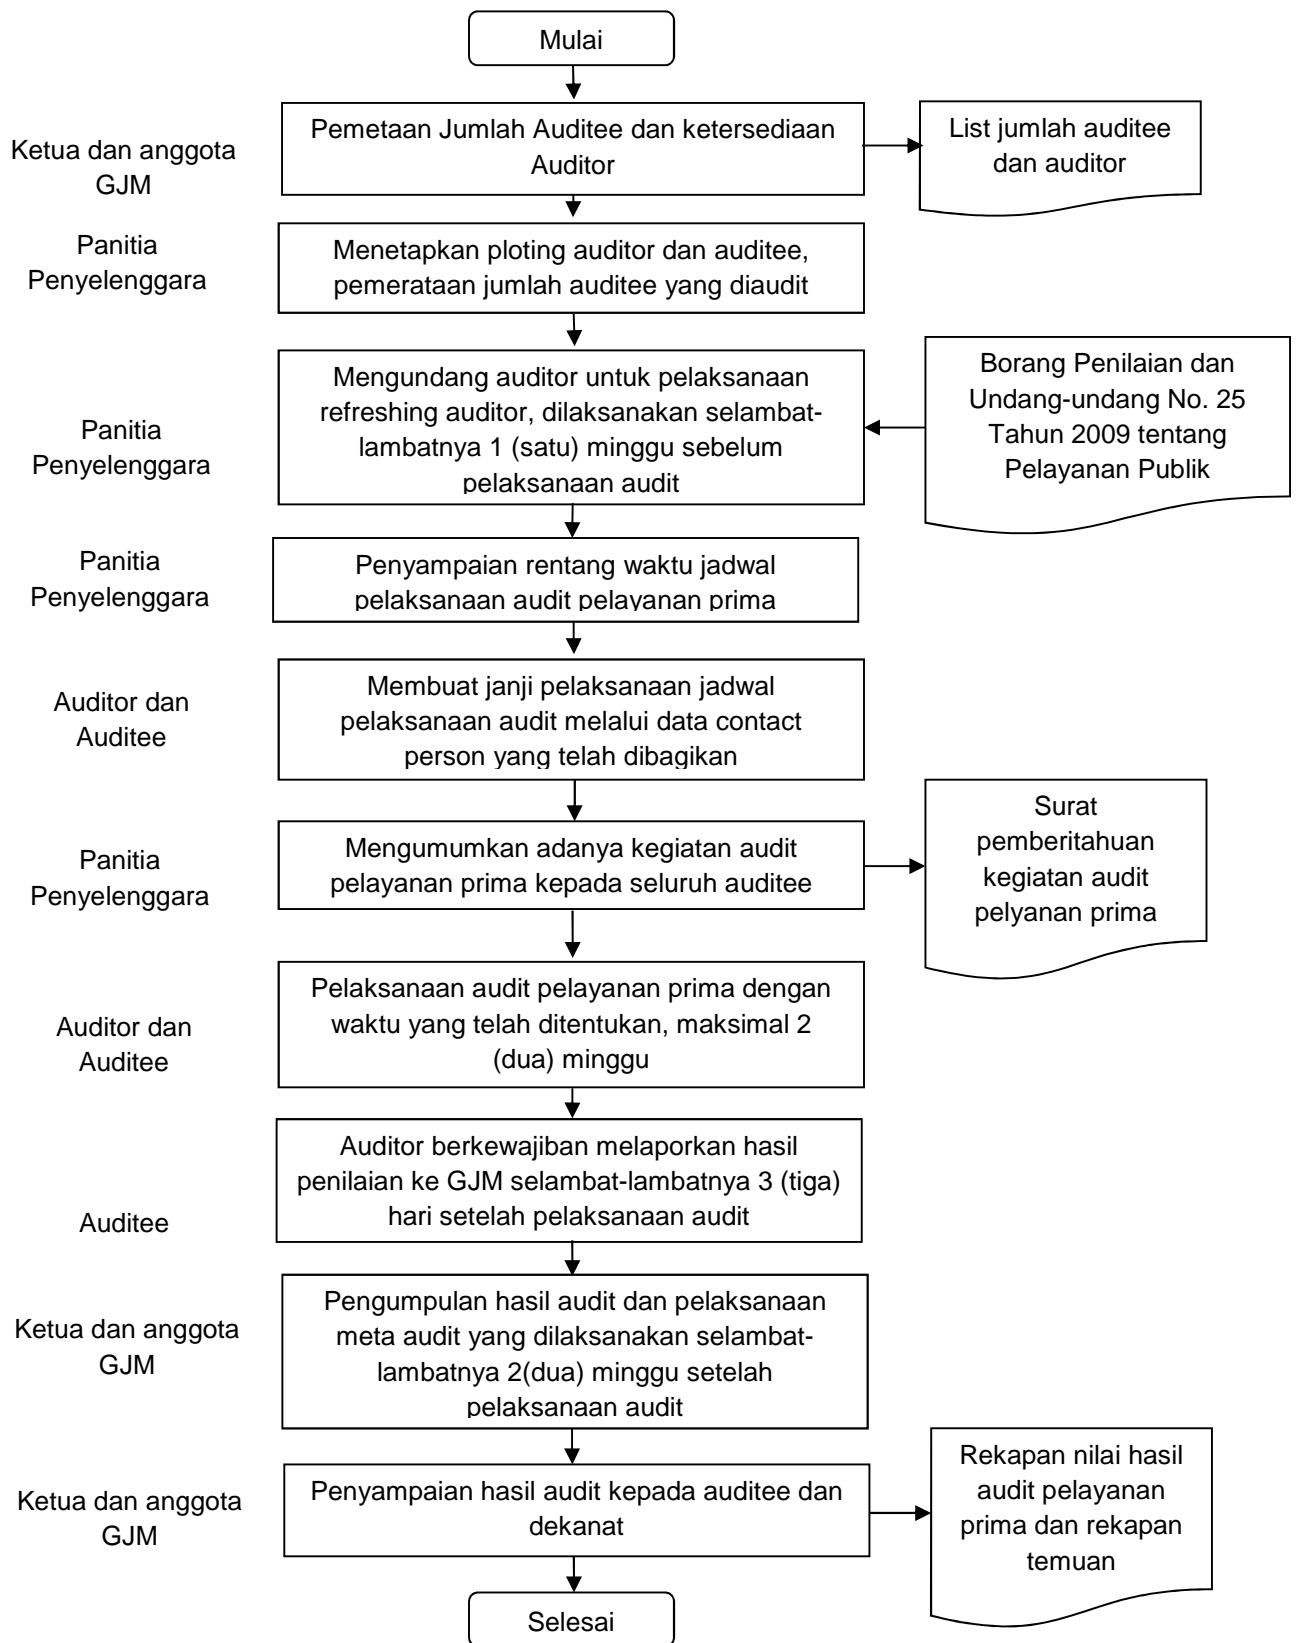 Mulai
Ketua dan anggota
GJM
Pemetaan Jumlah Auditee dan ketersediaan
Auditor
List jumlah auditee
dan auditor
Panitia
Penyelenggara
Menetapkan ploting auditor dan auditee,
pemerataan jumlah auditee yang diaudit
Panitia
Penyelenggara
Mengundang auditor untuk pelaksanaan
refreshing auditor, dilaksanakan selambat-
lambatnya 1 (satu) minggu sebelum
pelaksanaan audit
Borang Penilaian dan
Undang-undang No. 25
Tahun 2009 tentang
Pelayanan Publik
Panitia
Penyelenggara
Penyampaian rentang waktu jadwal
pelaksanaan audit pelayanan prima
Auditor dan
Auditee
Membuat janji pelaksanaan jadwal
pelaksanaan audit melalui data contact
person yang telah dibagikan
Panitia
Penyelenggara
Mengumumkan adanya kegiatan audit
pelayanan prima kepada seluruh auditee
Surat
pemberitahuan
kegiatan audit
pelyanan prima
Auditor dan
Auditee
Pelaksanaan audit pelayanan prima dengan
waktu yang telah ditentukan, maksimal 2
(dua) minggu
Auditee
Auditor berkewajiban melaporkan hasil
penilaian ke GJM selambat-lambatnya 3 (tiga)
hari setelah pelaksanaan audit
Ketua dan anggota
GJM
Pengumpulan hasil audit dan pelaksanaan
meta audit yang dilaksanakan selambat-
lambatnya 2(dua) minggu setelah
pelaksanaan audit
Ketua dan anggota
GJM
Penyampaian hasil audit kepada auditee dan
dekanat
Rekapan nilai hasil
audit pelayanan
prima dan rekapan
temuan
Selesai